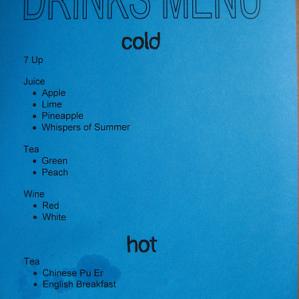 DRINKS MENU
cold
7 Up
Juice
• Apple
• Lime
• Pineapple
• Whispers of Summer
Tea
• Green
• Peach
Wine
• Red
• White
hot
Tea
• Chinese Pu Er
• English Breakfast